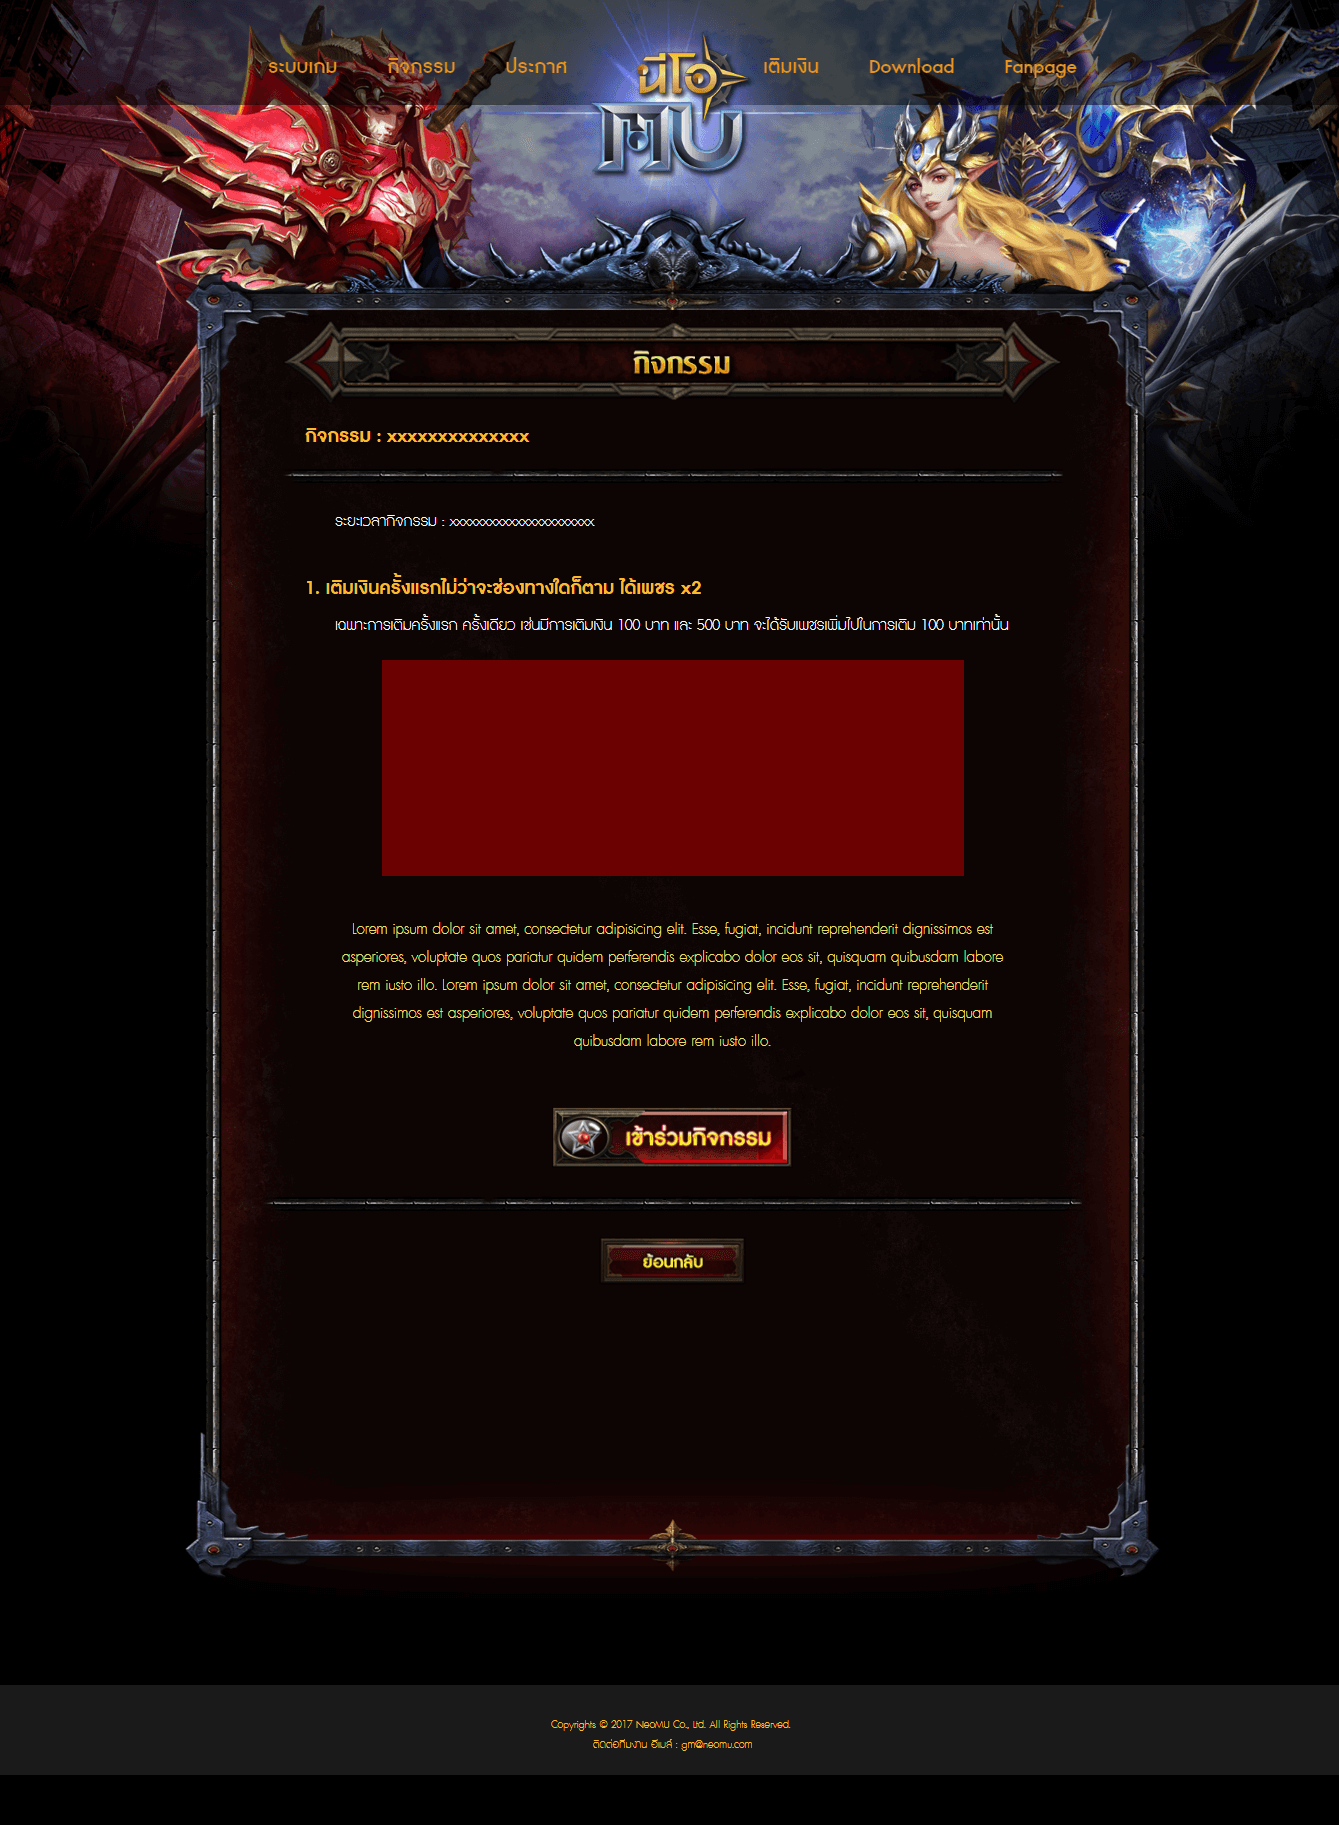 ระบบเกม กิจกรรม ประกาศ นีโอ เติมเงิน Download Fanpage
MU
กิจกรรม
กิจกรรม : xxxxxxxxxxxxxx
ระยะเวลากิจกรรม : xxxxxxxxxxxxxxxxxxxxxx
1. เติมเงินครั้งแรกไม่ว่าจะช่องทางใดก็ตาม ได้เพชร x2
เฉพาะการเติมครั้งแรก ครั้งเดียว เช่นมีการเติมเงิน 100 บาท และ 500 บาท จะได้รับเพชรเพิ่มไปในการเติม 100 บาทเท่านั้น
Lorem ipsum dolor sit amet, consectetur adipisicing elit. Esse, fugiat, incidunt reprehenderit dignissimos est
asperiores, voluptate quos pariatur quidem perferendis explicabo dolor eos sit, quisquam quibusdam labore
rem iusto illo. Lorem ipsum dolor sit amet, consectetur adipisicing elit. Esse, fugiat, incidunt reprehenderit
dignissimos est asperiores, voluptate quos pariatur quidem perferendis explicabo dolor eos sit, quisquam
quibusdam labore rem iusto illo.
เข้าร่วมกิจกรรม
ย้อนกลับ
Copyrights © 2017 NeoMU Co., Ltd. All Rights Reserved.
ติดต่อทีมงาน อีเมล์ : gm@neomu.com